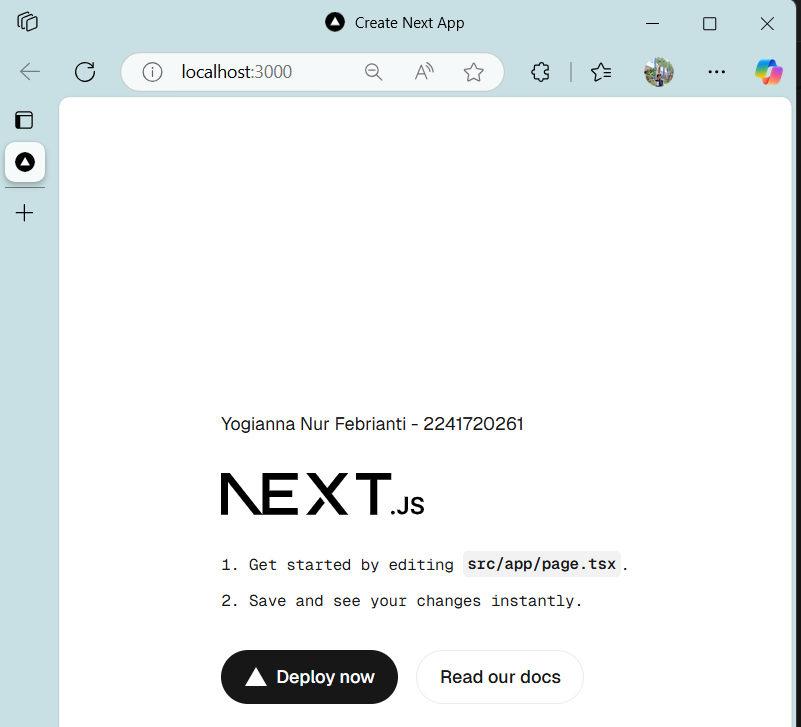 Create Next App
localhost:3000
Yogianna Nur Febrianti - 2241720261
NEXT.JS
1. Get started by editing src/app/page.tsx.
2. Save and see your changes instantly.
Deploy now
Read our docs